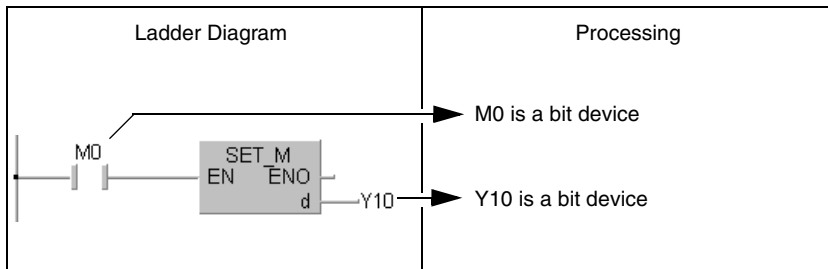 Ladder Diagram
Processing
M0 is a bit device
M0
SET_M
EN ENO
d
Y10
Y10 is a bit device